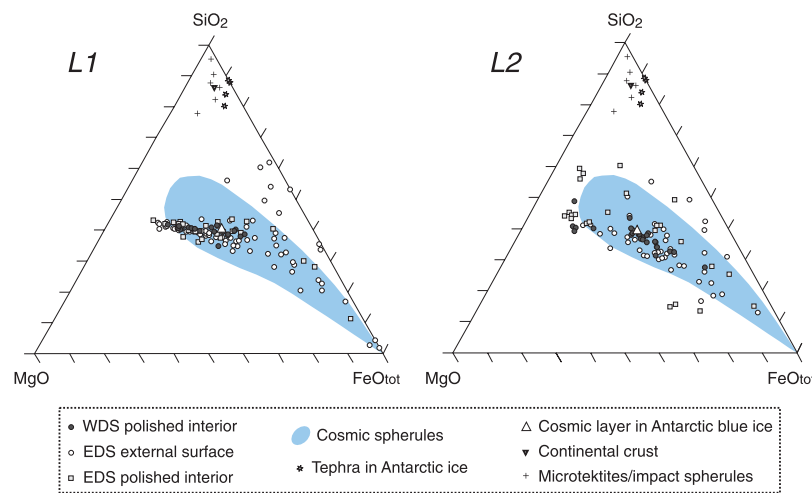 SiO2
SiO2
L1
L2
MgO
FeOtot
MgO
FeOtot
WDS polished interior
EDS external surface
EDS polished interior
Cosmic spherules
Tephra in Antarctic ice
Cosmic layer in Antarctic blue ice
Continental crust
Microtektites/impact spherules